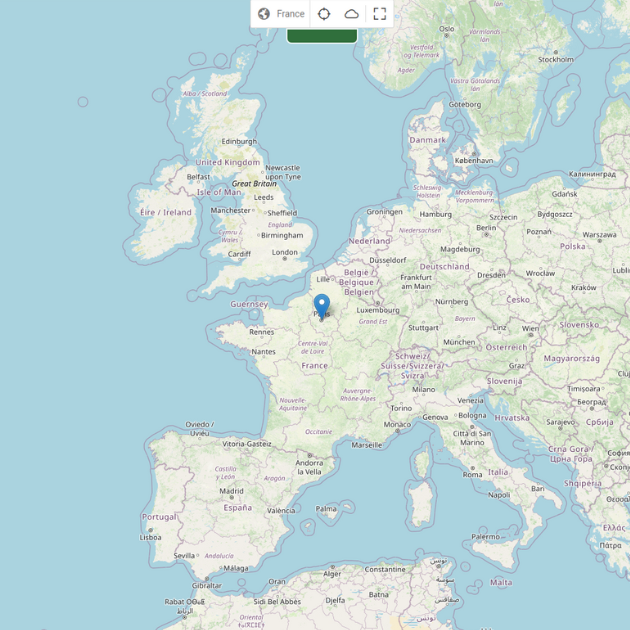 France
Oslo
Vestfold
og Telemark
Agder
Stockholm
Västra Götalands
län
Göteborg
Alba / Scotland
Edinburgh
Danmark
København
United Kingdom
Newcastle
upon Tyne
Belfast
Great Britain
Isle of Man
Leeds
Калининград
Schleswig-
Holstein
Mecklenburg-
Vorpommern
Gdańsk
Éire / Ireland
Manchester
Sheffield
Groningen
Hamburg
Szczecin
Bydgoszcz
England
Cymru /
Wales
Birmingham
Niedersachsen
Berlin
Poznań
Warszawa
Nederland
Magdeburg
Polska
Cardiff
London
Düsseldorf
Deutschland
Lille
België
Belgique
Belgien
Frankfurt
am Main
Dresden
Wrocław
Kraków
Guernsey
Paris
Luxembourg
Nürnberg
Česko
Grand Est
Rennes
Stuttgart
Bayern
Linz
Wien
Slovensko
Nantes
Centre-Val
de Loire
München
Österreich
Schweiz/
Suisse/Svizzera/
Svizra
Magyarország
France
Graz
Slovenija
Auvergne-
Rhône-Alpes
Milano
Timișoara
Nouvelle-
Aquitaine
Torino
Venezia
Београд
Genova
Bologna
Hrvatska
Oviedo /
Uviéu
Occitanie
Monaco
Sarajevo
Србија
Vitoria-Gasteiz
Marseille
Città di San
Marino
Crna Gora /
Црна Гора
Andorra
la Vella
Castilla
y León
Aragón
Roma
Italia
Shqipëria
Madrid
Bari
Napoli
España
Palma
València
Portugal
Lisboa
Ελλάς
Palermo
Πάτρα
Sevilla
Andalucía
Málaga
Gibraltar
Oran
Alger
Constantine
تونس
سوسة
Malta
Rabat
الرباط
Sidi Bel Abbès
Djelfa
Batna
صفاقس
Oriental
تونس